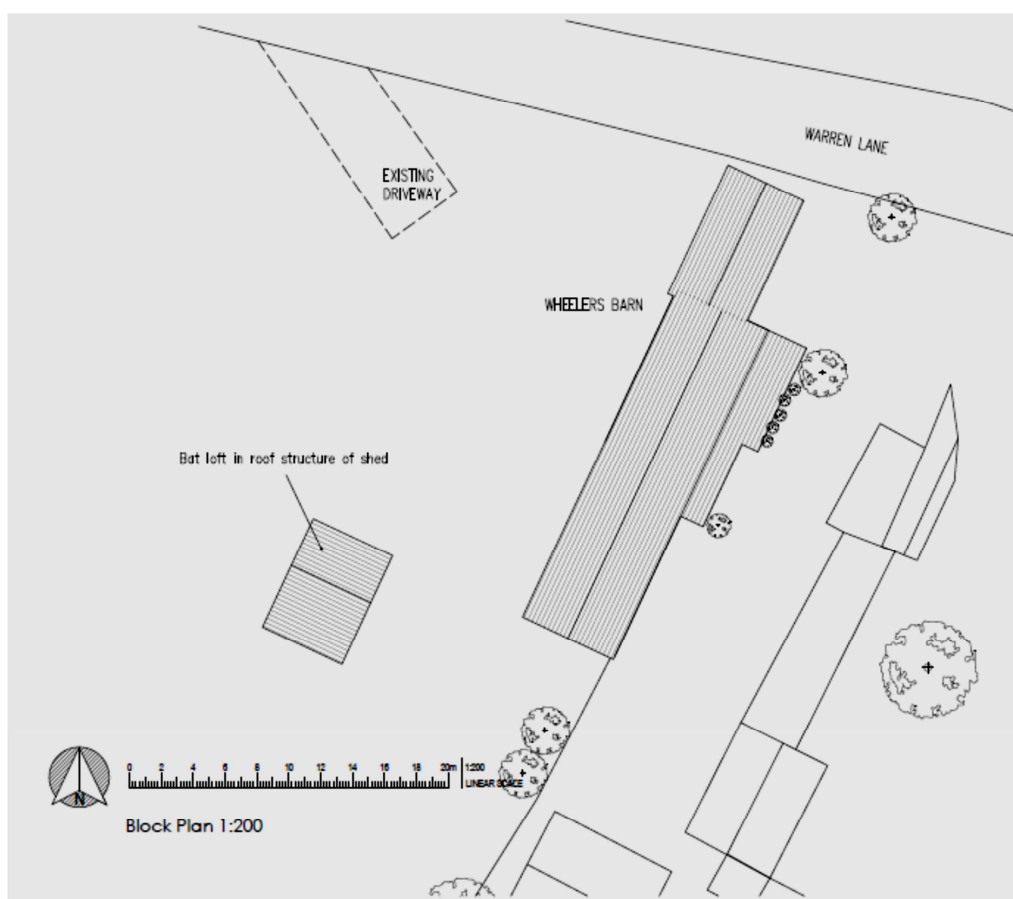 WARREN LANE
EXISTING
DRIVEWAY
WHEELERS BARN
Bat loft in roof structure of shed
0 2 4 6 8 10 12 14 16 18 20m 1:200
LINEAR SCALE
N
Block Plan 1:200